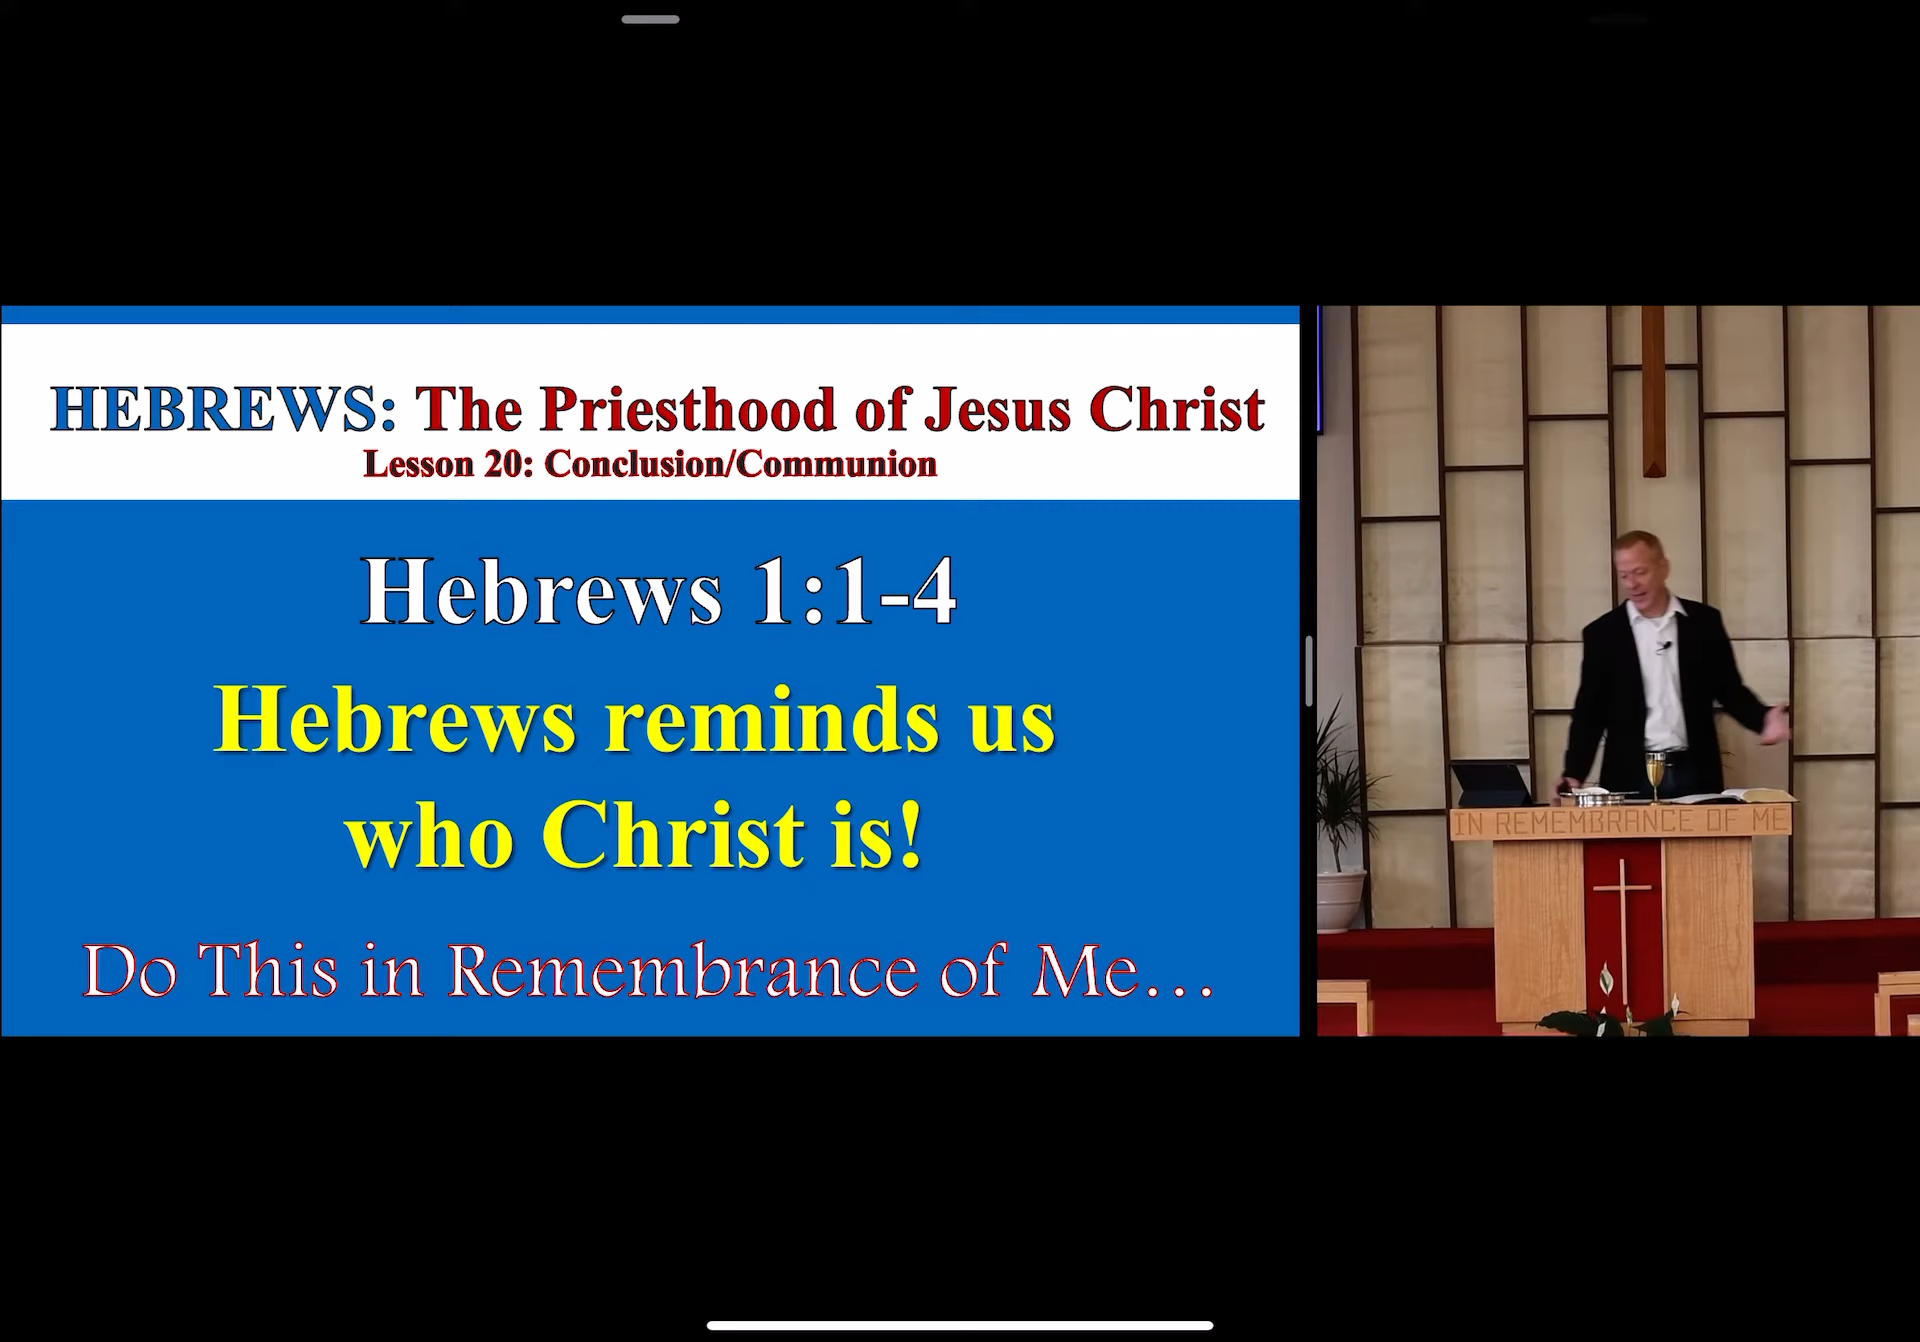 HEBREWS: The Priesthood of Jesus Christ
Lesson 20: Conclusion/Communion
Hebrews 1:1-4
Hebrews reminds us
who Christ is!
Do This in Remembrance of Me...
IN REMEMBRANCE OF ME